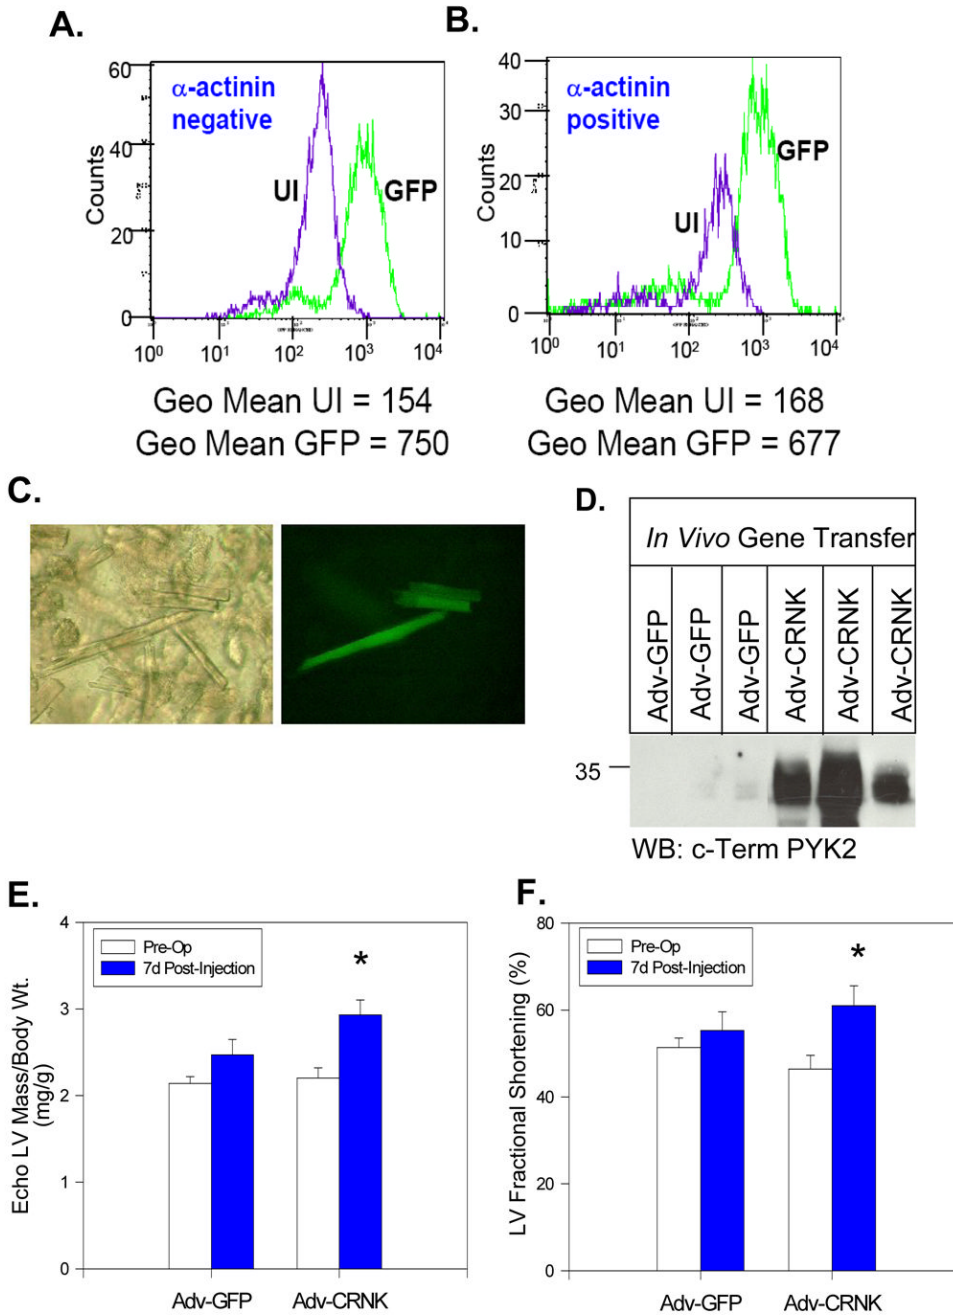 A.
60
40
20
0
Counts
α-actinin
negative
UI
GFP
10⁰ 10¹ 10² 10³ 10⁴
Geo Mean UI = 154
Geo Mean GFP = 750
B.
40
30
20
10
0
Counts
α-actinin
positive
UI
GFP
10⁰ 10¹ 10² 10³ 10⁴
Geo Mean UI = 168
Geo Mean GFP = 677
C.
D.
In Vivo Gene Transfer
Adv-GFP
Adv-GFP
Adv-GFP
Adv-CRNK
Adv-CRNK
Adv-CRNK
35
WB: c-Term PYK2
E.
4
3
2
1
0
Echo LV Mass/Body Wt.
(mg/g)
Pre-Op
7d Post-Injection
*
Adv-GFP Adv-CRNK
F.
80
60
40
20
0
LV Fractional Shortening (%)
Pre-Op
7d Post-Injection
*
Adv-GFP Adv-CRNK